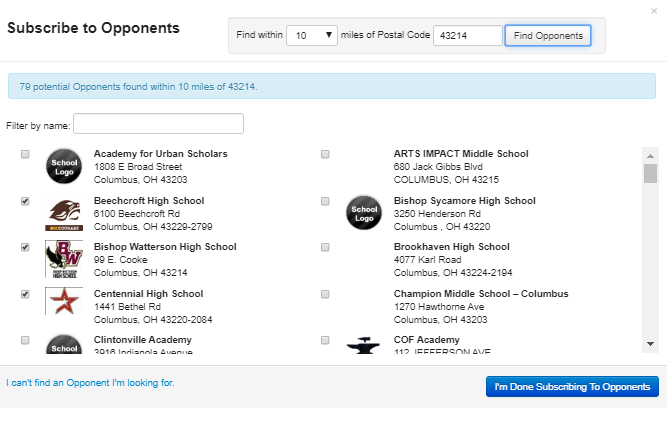 ×
Subscribe to Opponents
Find within 10 miles of Postal Code 43214 Find Opponents
79 potential Opponents found within 10 miles of 43214.
Filter by name:
School
Logo
Academy for Urban Scholars
1808 E Broad Street
Columbus, OH 43203
ARTS IMPACT Middle School
680 Jack Gibbs Blvd
COLUMBUS, OH 43215
Beechcroft High School
6100 Beechcroft Rd
Columbus, OH 43229-2799
School
Logo
Bishop Sycamore High School
3250 Henderson Rd
Columbus , OH 43220
BW
Bishop Watterson High School
99 E. Cooke
Columbus, OH 43214
Brookhaven High School
4077 Karl Road
Columbus, OH 43224-2194
Centennial High School
1441 Bethel Rd
Columbus, OH 43220-2084
Champion Middle School – Columbus
1270 Hawthorne Ave
Columbus, OH 43203
School
Clintonville Academy
3916 Indianola Avenue
COF Academy
112 JEFFERSON AVE
I can't find an Opponent I'm looking for.
I'm Done Subscribing To Opponents